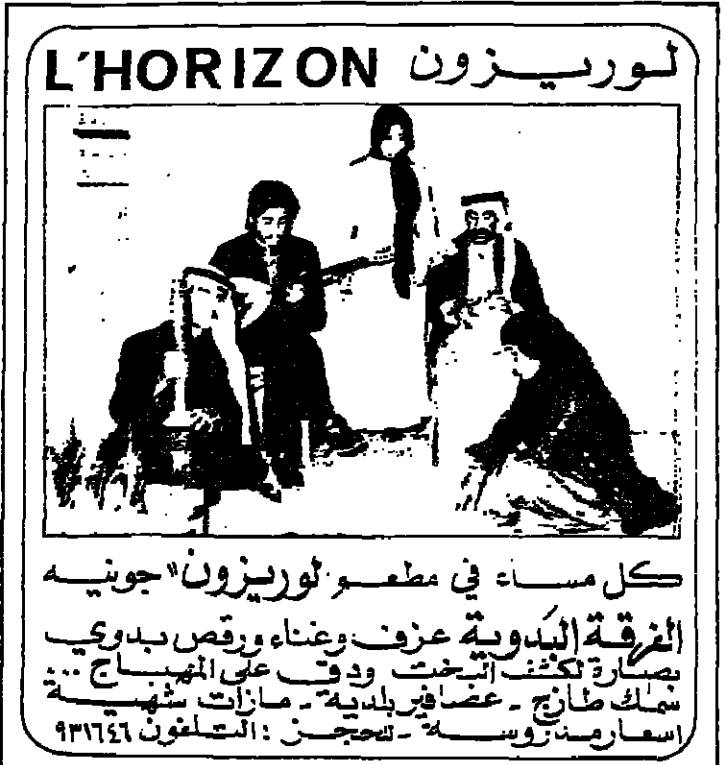 L'HORIZON لوريزون
كل مساء في مطعم "لوريزون" جونيه
الفرقة البدوية عزف وغناء ورقص بدوي
بصارة لكشف البخت ودق على المهباج ...
سمك طازج - عصافير بلدية - مازات شهية
اسعار مدروسة - للحجز : التلفون ٩٣١٦٤٦